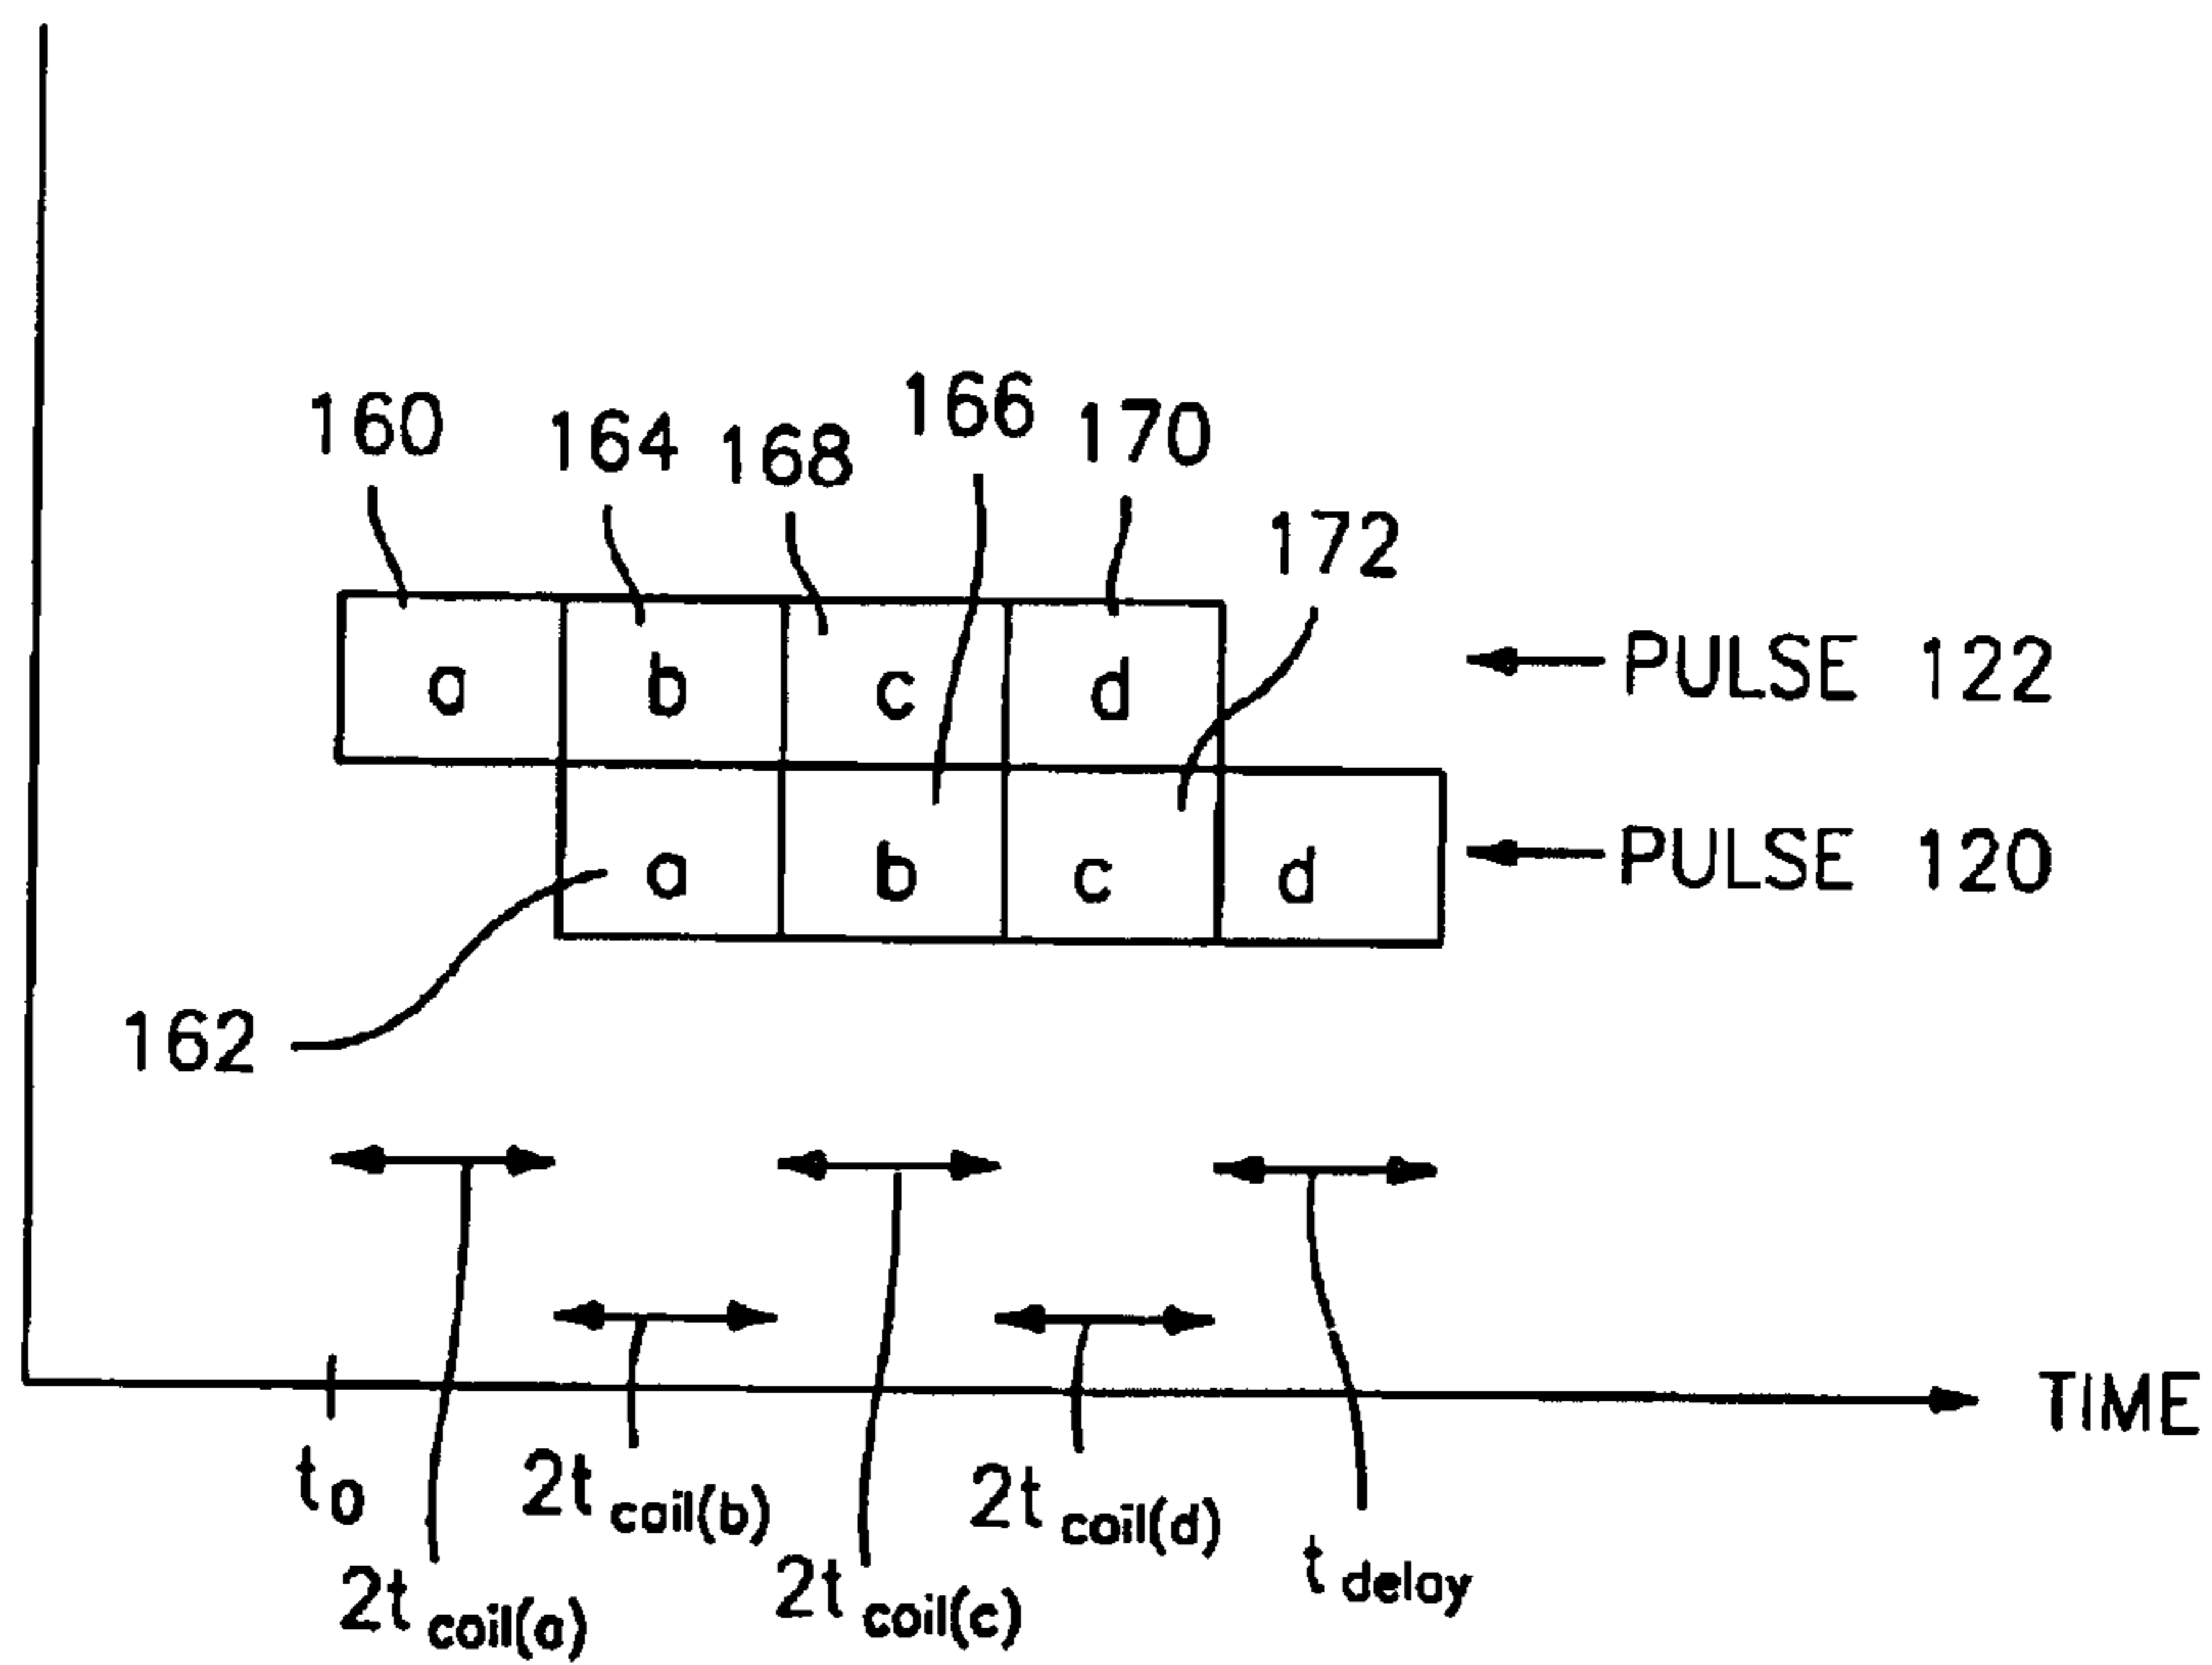 166
160
170
164
168
172
a b c d
PULSE 122
a b c d
PULSE 120
162
TIME
t0
2t coil(b)
2t coil(d)
t delay
2t coil(a)
2t coil(c)